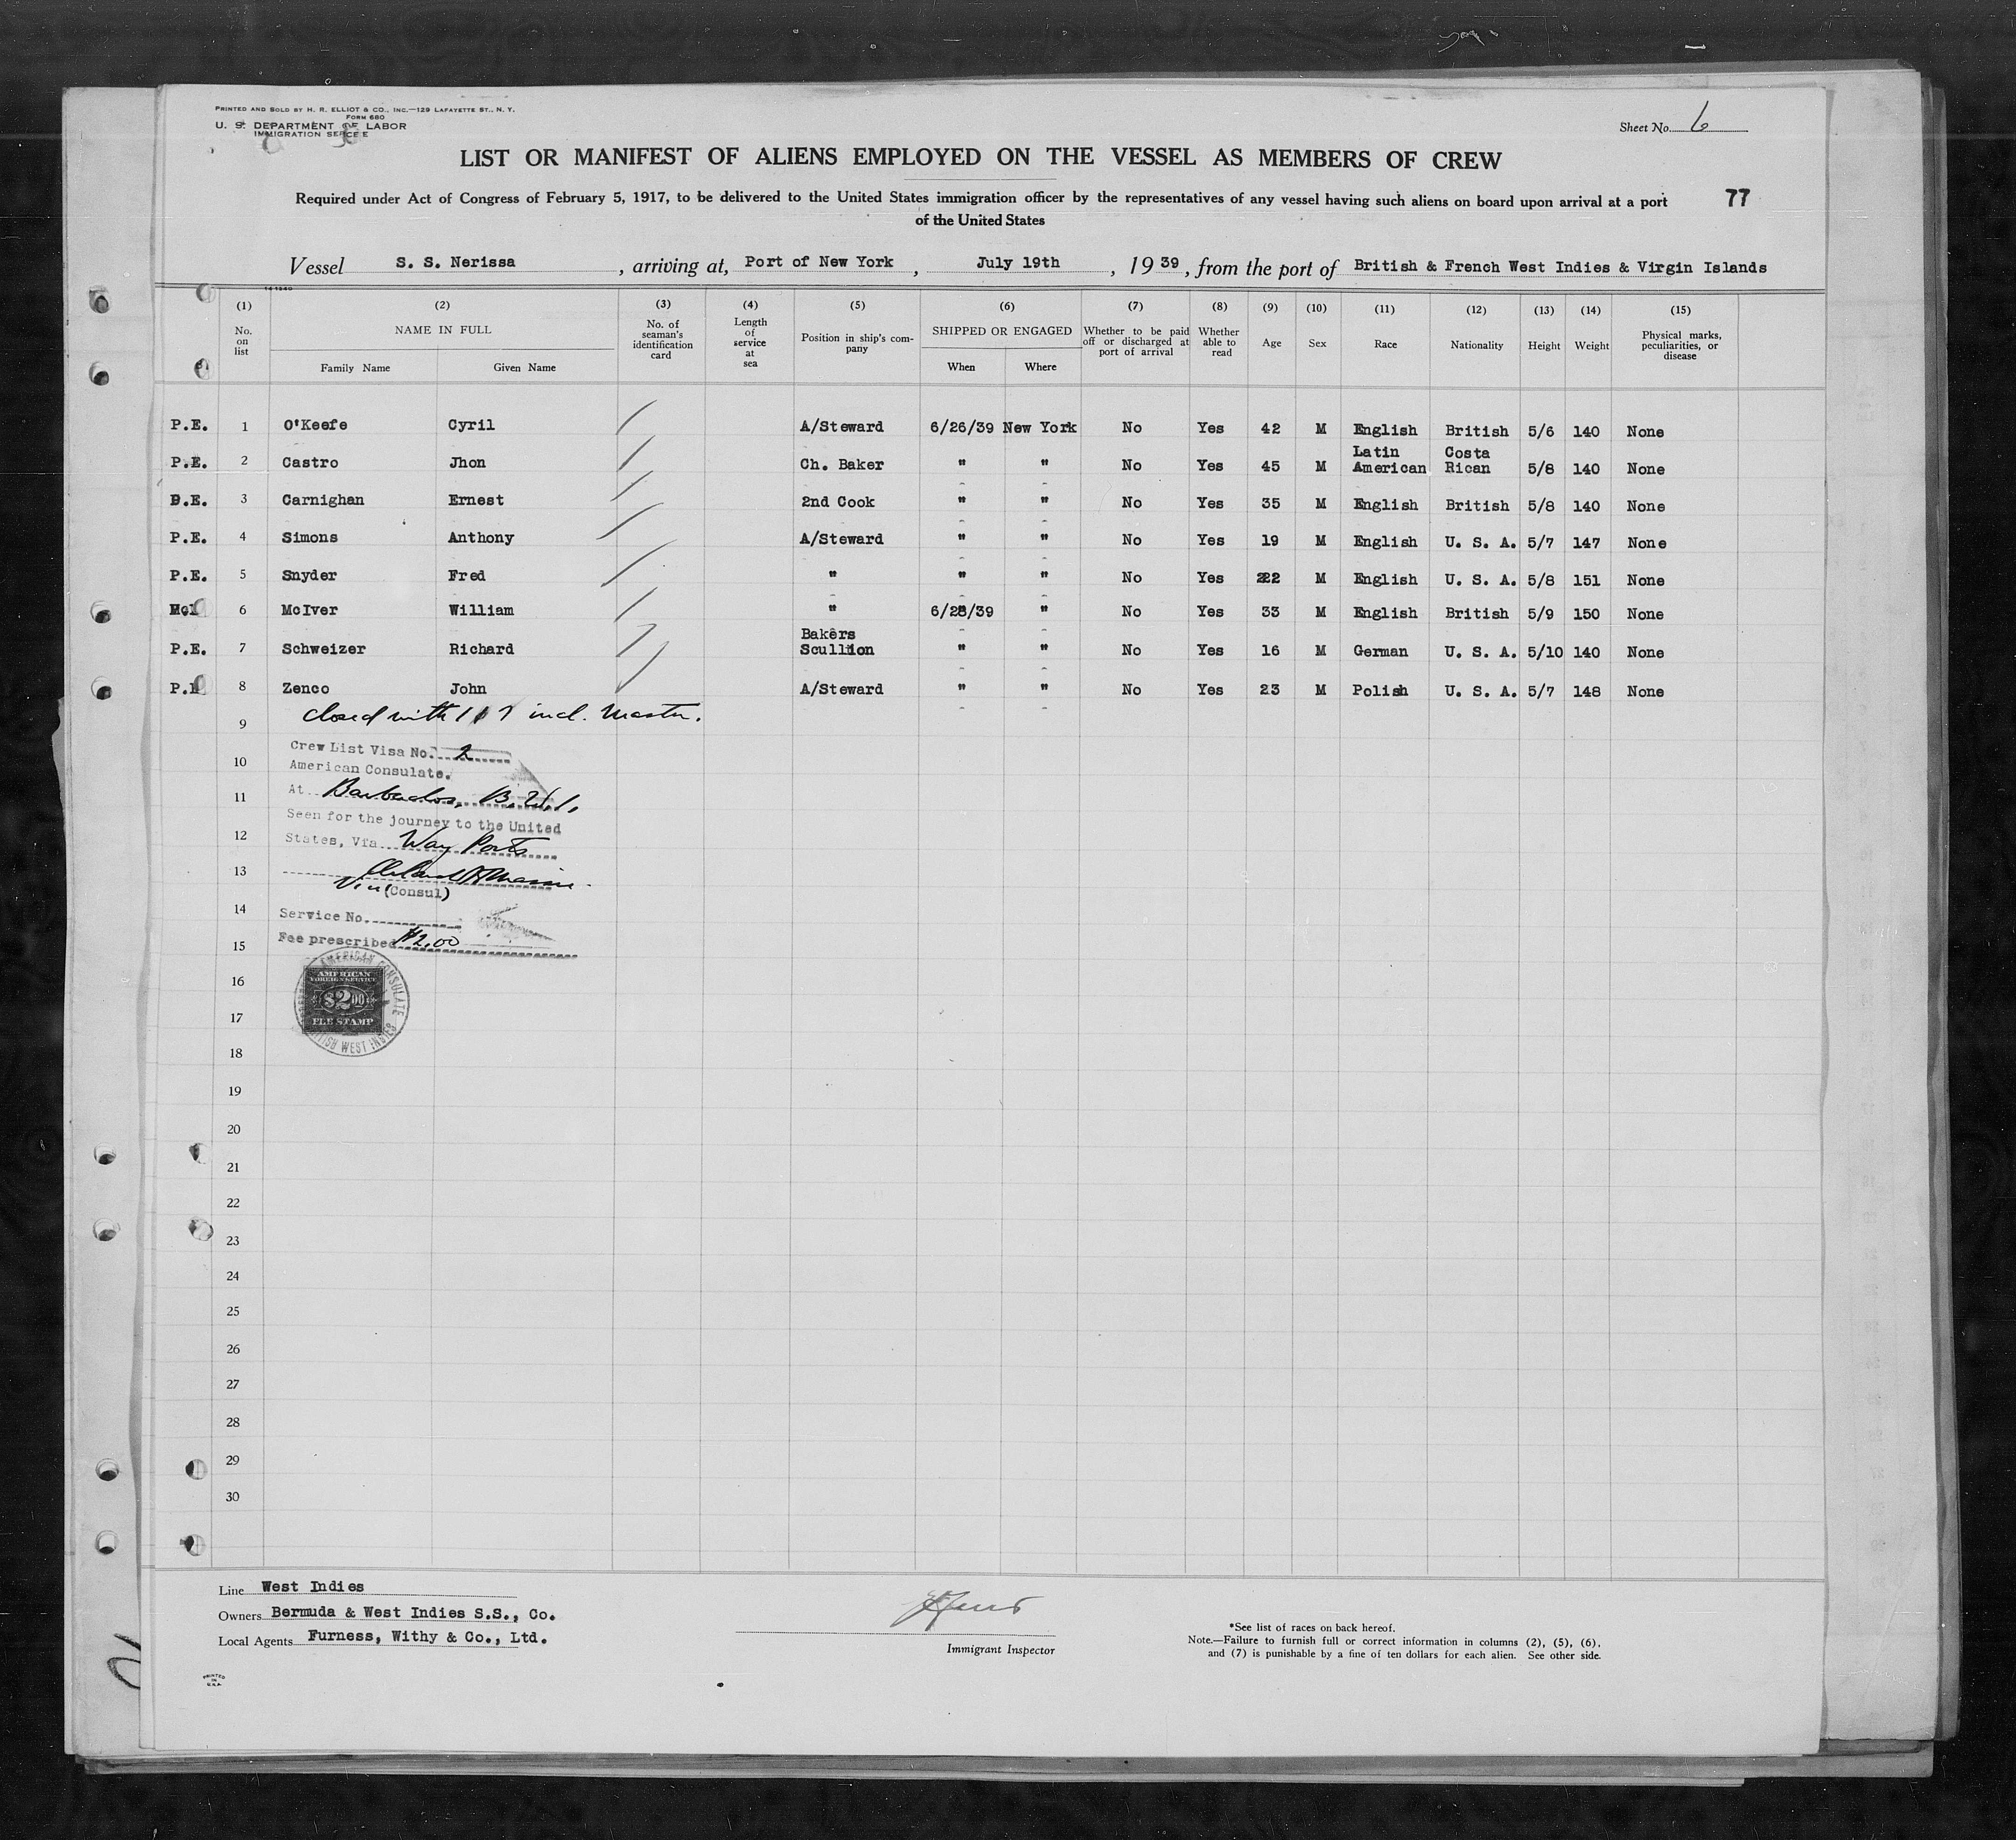 PRINTED AND SOLD BY H. R. ELLIOT & CO., INC.—129 LAFAYETTE ST., N. Y.
FORM 680
U. S. DEPARTMENT OF LABOR
IMMIGRATION SERVICE
Sheet No. 6
LIST OR MANIFEST OF ALIENS EMPLOYED ON THE VESSEL AS MEMBERS OF CREW
Required under Act of Congress of February 5, 1917, to be delivered to the United States immigration officer by the representatives of any vessel having such aliens on board upon arrival at a port
of the United States
77
Vessel S. S. Nerissa, arriving at, Port of New York, July 19th, 1939, from the port of British & French West Indies & Virgin Islands
(1) (2) (3) (4) (5) (6) (7) (8) (9) (10) (11) (12) (13) (14) (15)
No. on list NAME IN FULL Family Name Given Name No. of seaman's identification card Length of service at sea Position in ship's company SHIPPED OR ENGAGED When Where Whether to be paid off or discharged at port of arrival Whether able to read Age Sex Race Nationality Height Weight Physical marks, peculiarities, or disease
P.E. 1 O'Keefe Cyril A/Steward 6/26/39 New York No Yes 42 M English British 5/6 140 None
P.E. 2 Castro Jhon Ch. Baker " " No Yes 45 M Latin American Costa Rican 5/8 140 None
D.E. 3 Carnighan Ernest 2nd Cook " " No Yes 35 M English British 5/8 140 None
P.E. 4 Simons Anthony A/Steward " " No Yes 19 M English U. S. A. 5/7 147 None
P.E. 5 Snyder Fred " " " No Yes 22 M English U. S. A. 5/8 151 None
6 McIver William " 6/28/39 " No Yes 33 M English British 5/9 150 None
P.E. 7 Schweizer Richard Bakers Scullion " " No Yes 16 M German U. S. A. 5/10 140 None
8 Zenco John A/Steward " " No Yes 23 M Polish U. S. A. 5/7 148 None
9 Closed with 117 incl. Master.
10 Crew List Visa No. 2
American Consulate.
11 At Barbados, B.W.I.
Seen for the journey to the United
12 States, Via Way Ports
13
Vice (Consul)
14 Service No.
15 Fee prescribed $2.00
AMERICAN CONSULATE
BRITISH WEST INDIES
AMERICAN
FOREIGN SERVICE
$2.00
FEE STAMP
16
17
18
19
20
21
22
23
24
25
26
27
28
29
30
Line West Indies
Owners Bermuda & West Indies S.S., Co.
Local Agents Furness, Withy & Co., Ltd.
Immigrant Inspector
*See list of races on back hereof.
Note.—Failure to furnish full or correct information in columns (2), (5), (6),
and (7) is punishable by a fine of ten dollars for each alien. See other side.
PRINTED
IN
U.S.A.